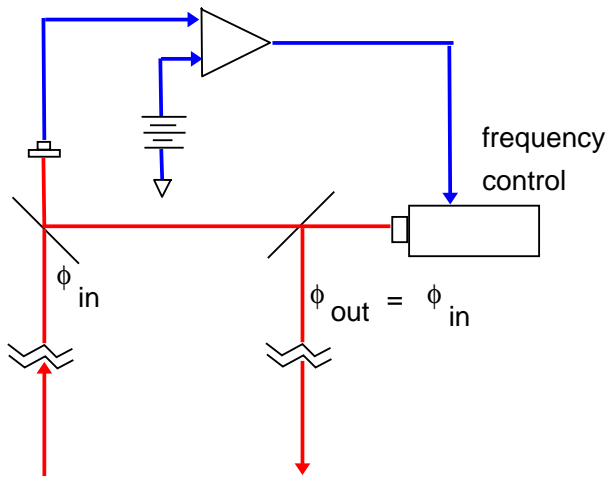 frequency
control
ϕ in
ϕ out = ϕ in